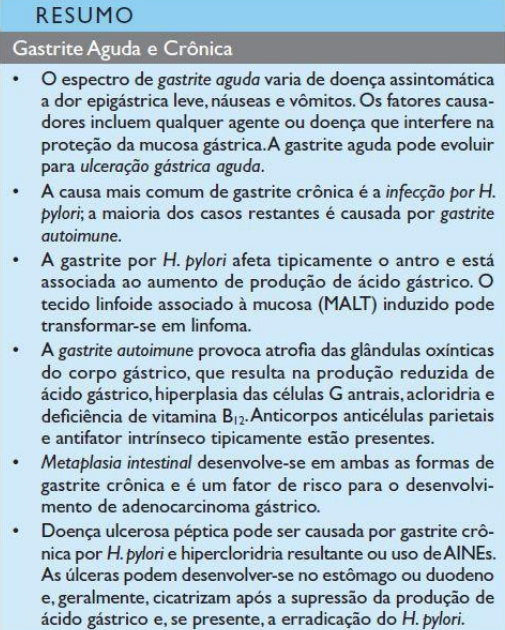 RESUMO
Gastrite Aguda e Crônica
• O espectro de gastrite aguda varia de doença assintomática
a dor epigástrica leve, náuseas e vômitos. Os fatores causa-
dores incluem qualquer agente ou doença que interfere na
proteção da mucosa gástrica. A gastrite aguda pode evoluir
para ulceração gástrica aguda.
• A causa mais comum de gastrite crônica é a infecção por H.
pylori; a maioria dos casos restantes é causada por gastrite
autoimune.
• A gastrite por H. pylori afeta tipicamente o antro e está
associada ao aumento de produção de ácido gástrico. O
tecido linfoide associado à mucosa (MALT) induzido pode
transformar-se em linfoma.
• A gastrite autoimune provoca atrofia das glândulas oxínticas
do corpo gástrico, que resulta na produção reduzida de
ácido gástrico, hiperplasia das células G antrais, acloridria e
deficiência de vitamina B₁₂. Anticorpos anticélulas parietais
e antifator intrínseco tipicamente estão presentes.
• Metaplasia intestinal desenvolve-se em ambas as formas de
gastrite crônica e é um fator de risco para o desenvolvi-
mento de adenocarcinoma gástrico.
• Doença ulcerosa péptica pode ser causada por gastrite crô-
nica por H. pylori e hipercloridria resultante ou uso de AINEs.
As úlceras podem desenvolver-se no estômago ou duodeno
e, geralmente, cicatrizam após a supressão da produção de
ácido gástrico e, se presente, a erradicação do H. pylori.